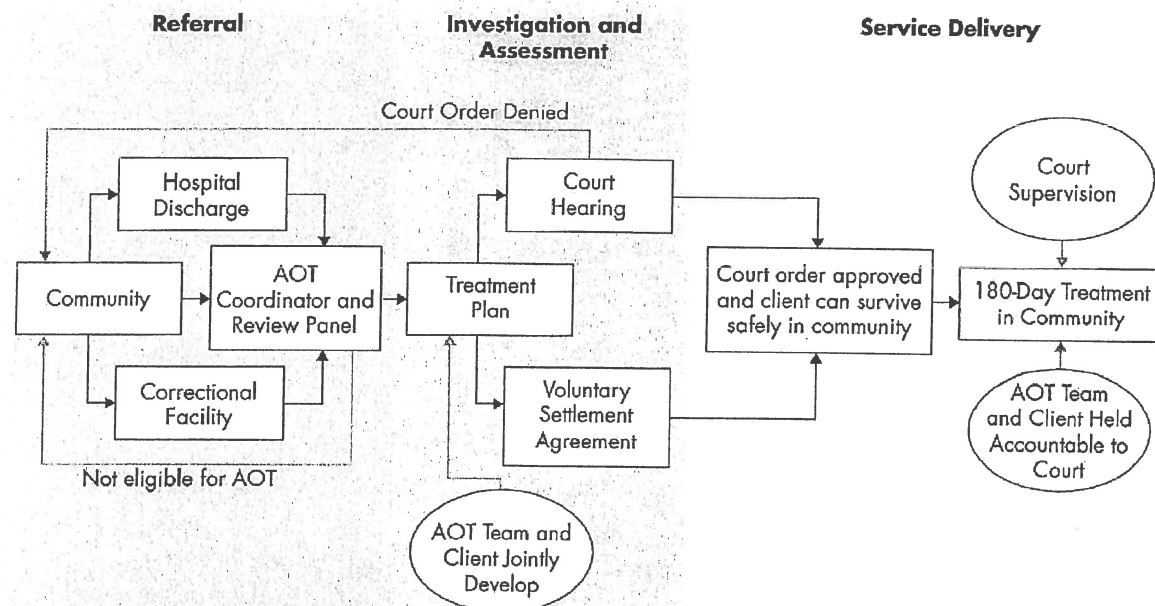 Referral
Investigation and
Assessment
Service Delivery
Court Order Denied
Hospital
Discharge
Court
Hearing
Court
Supervision
Community
AOT
Coordinator and
Review Panel
Treatment
Plan
Court order approved
and client can survive
safely in community
180-Day Treatment
in Community
Correctional
Facility
Voluntary
Settlement
Agreement
AOT Team
and Client Held
Accountable to
Court
Not eligible for AOT
AOT Team and
Client Jointly
Develop